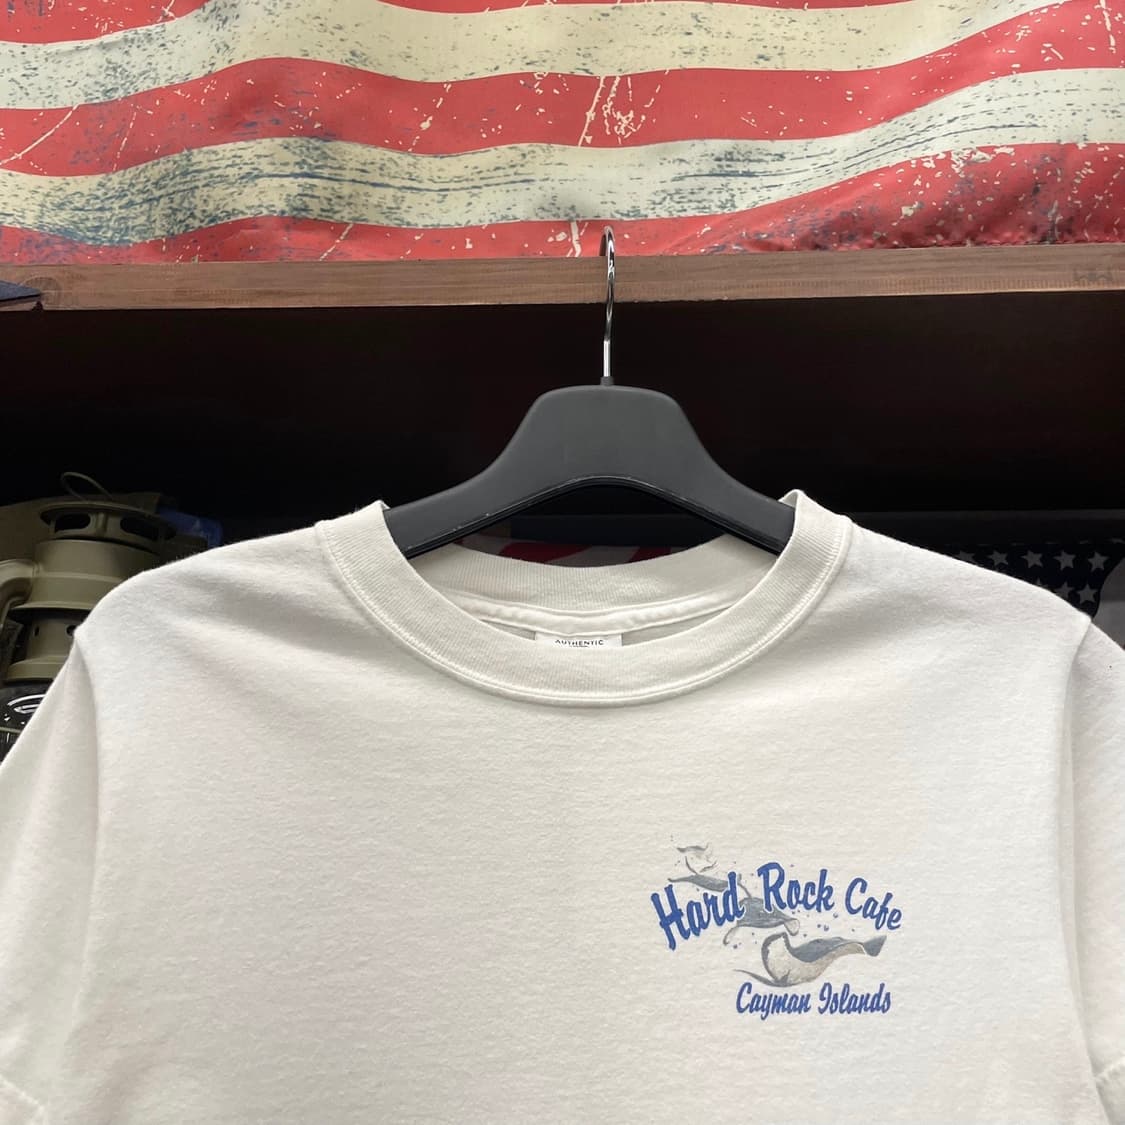 AUTHENTIC
Hard Rock Cafe
Cayman Islands